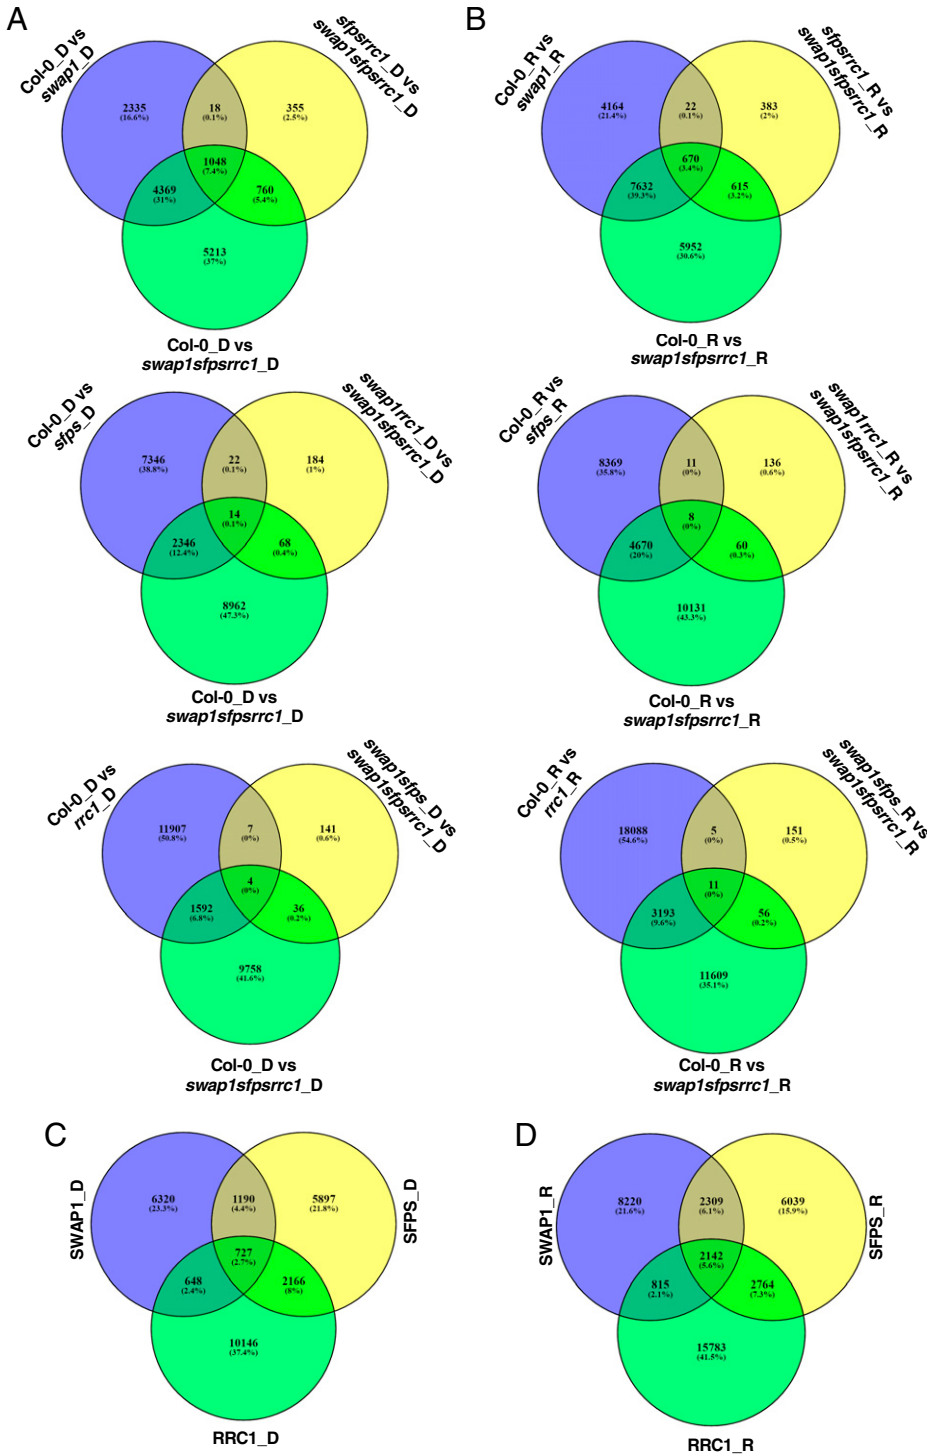 A
Col-0_D vs
swap1_D
sfpsrrc1_D vs
swap1sfpsrrc1_D
2335
(16.6%)
18
(0.1%)
355
(2.5%)
1048
(7.4%)
4369
(31%)
760
(5.4%)
5213
(37%)
Col-0_D vs
swap1sfpsrrc1_D
B
Col-0_R vs
swap1_R
sfpsrrc1_R vs
swap1sfpsrrc1_R
4164
(21.4%)
22
(0.1%)
383
(2%)
670
(3.4%)
7632
(39.3%)
615
(3.2%)
5952
(30.6%)
Col-0_R vs
swap1sfpsrrc1_R
Col-0_D vs
sfps_D
swap1rrc1_D vs
swap1sfpsrrc1_D
7346
(38.8%)
22
(0.1%)
184
(1%)
14
(0.1%)
2346
(12.4%)
68
(0.4%)
8962
(47.3%)
Col-0_D vs
swap1sfpsrrc1_D
Col-0_R vs
sfps_R
swap1rrc1_R vs
swap1sfpsrrc1_R
8369
(35.8%)
11
(0%)
136
(0.6%)
8
(0%)
4670
(20%)
60
(0.3%)
10131
(43.3%)
Col-0_R vs
swap1sfpsrrc1_R
Col-0_D vs
rrc1_D
swap1sfps_D vs
swap1sfpsrrc1_D
11907
(50.8%)
7
(0%)
141
(0.6%)
4
(0%)
1592
(6.8%)
36
(0.2%)
9758
(41.6%)
Col-0_D vs
swap1sfpsrrc1_D
Col-0_R vs
rrc1_R
swap1sfps_R vs
swap1sfpsrrc1_R
18088
(54.6%)
5
(0%)
151
(0.5%)
11
(0%)
3193
(9.6%)
56
(0.2%)
11609
(35.1%)
Col-0_R vs
swap1sfpsrrc1_R
C
SWAP1_D
SFPS_D
6320
(23.3%)
1190
(4.4%)
5897
(21.8%)
727
(2.7%)
648
(2.4%)
2166
(8%)
10146
(37.4%)
RRC1_D
D
SWAP1_R
SFPS_R
8220
(21.6%)
2309
(6.1%)
6039
(15.9%)
2142
(5.6%)
815
(2.1%)
2764
(7.3%)
15783
(41.5%)
RRC1_R